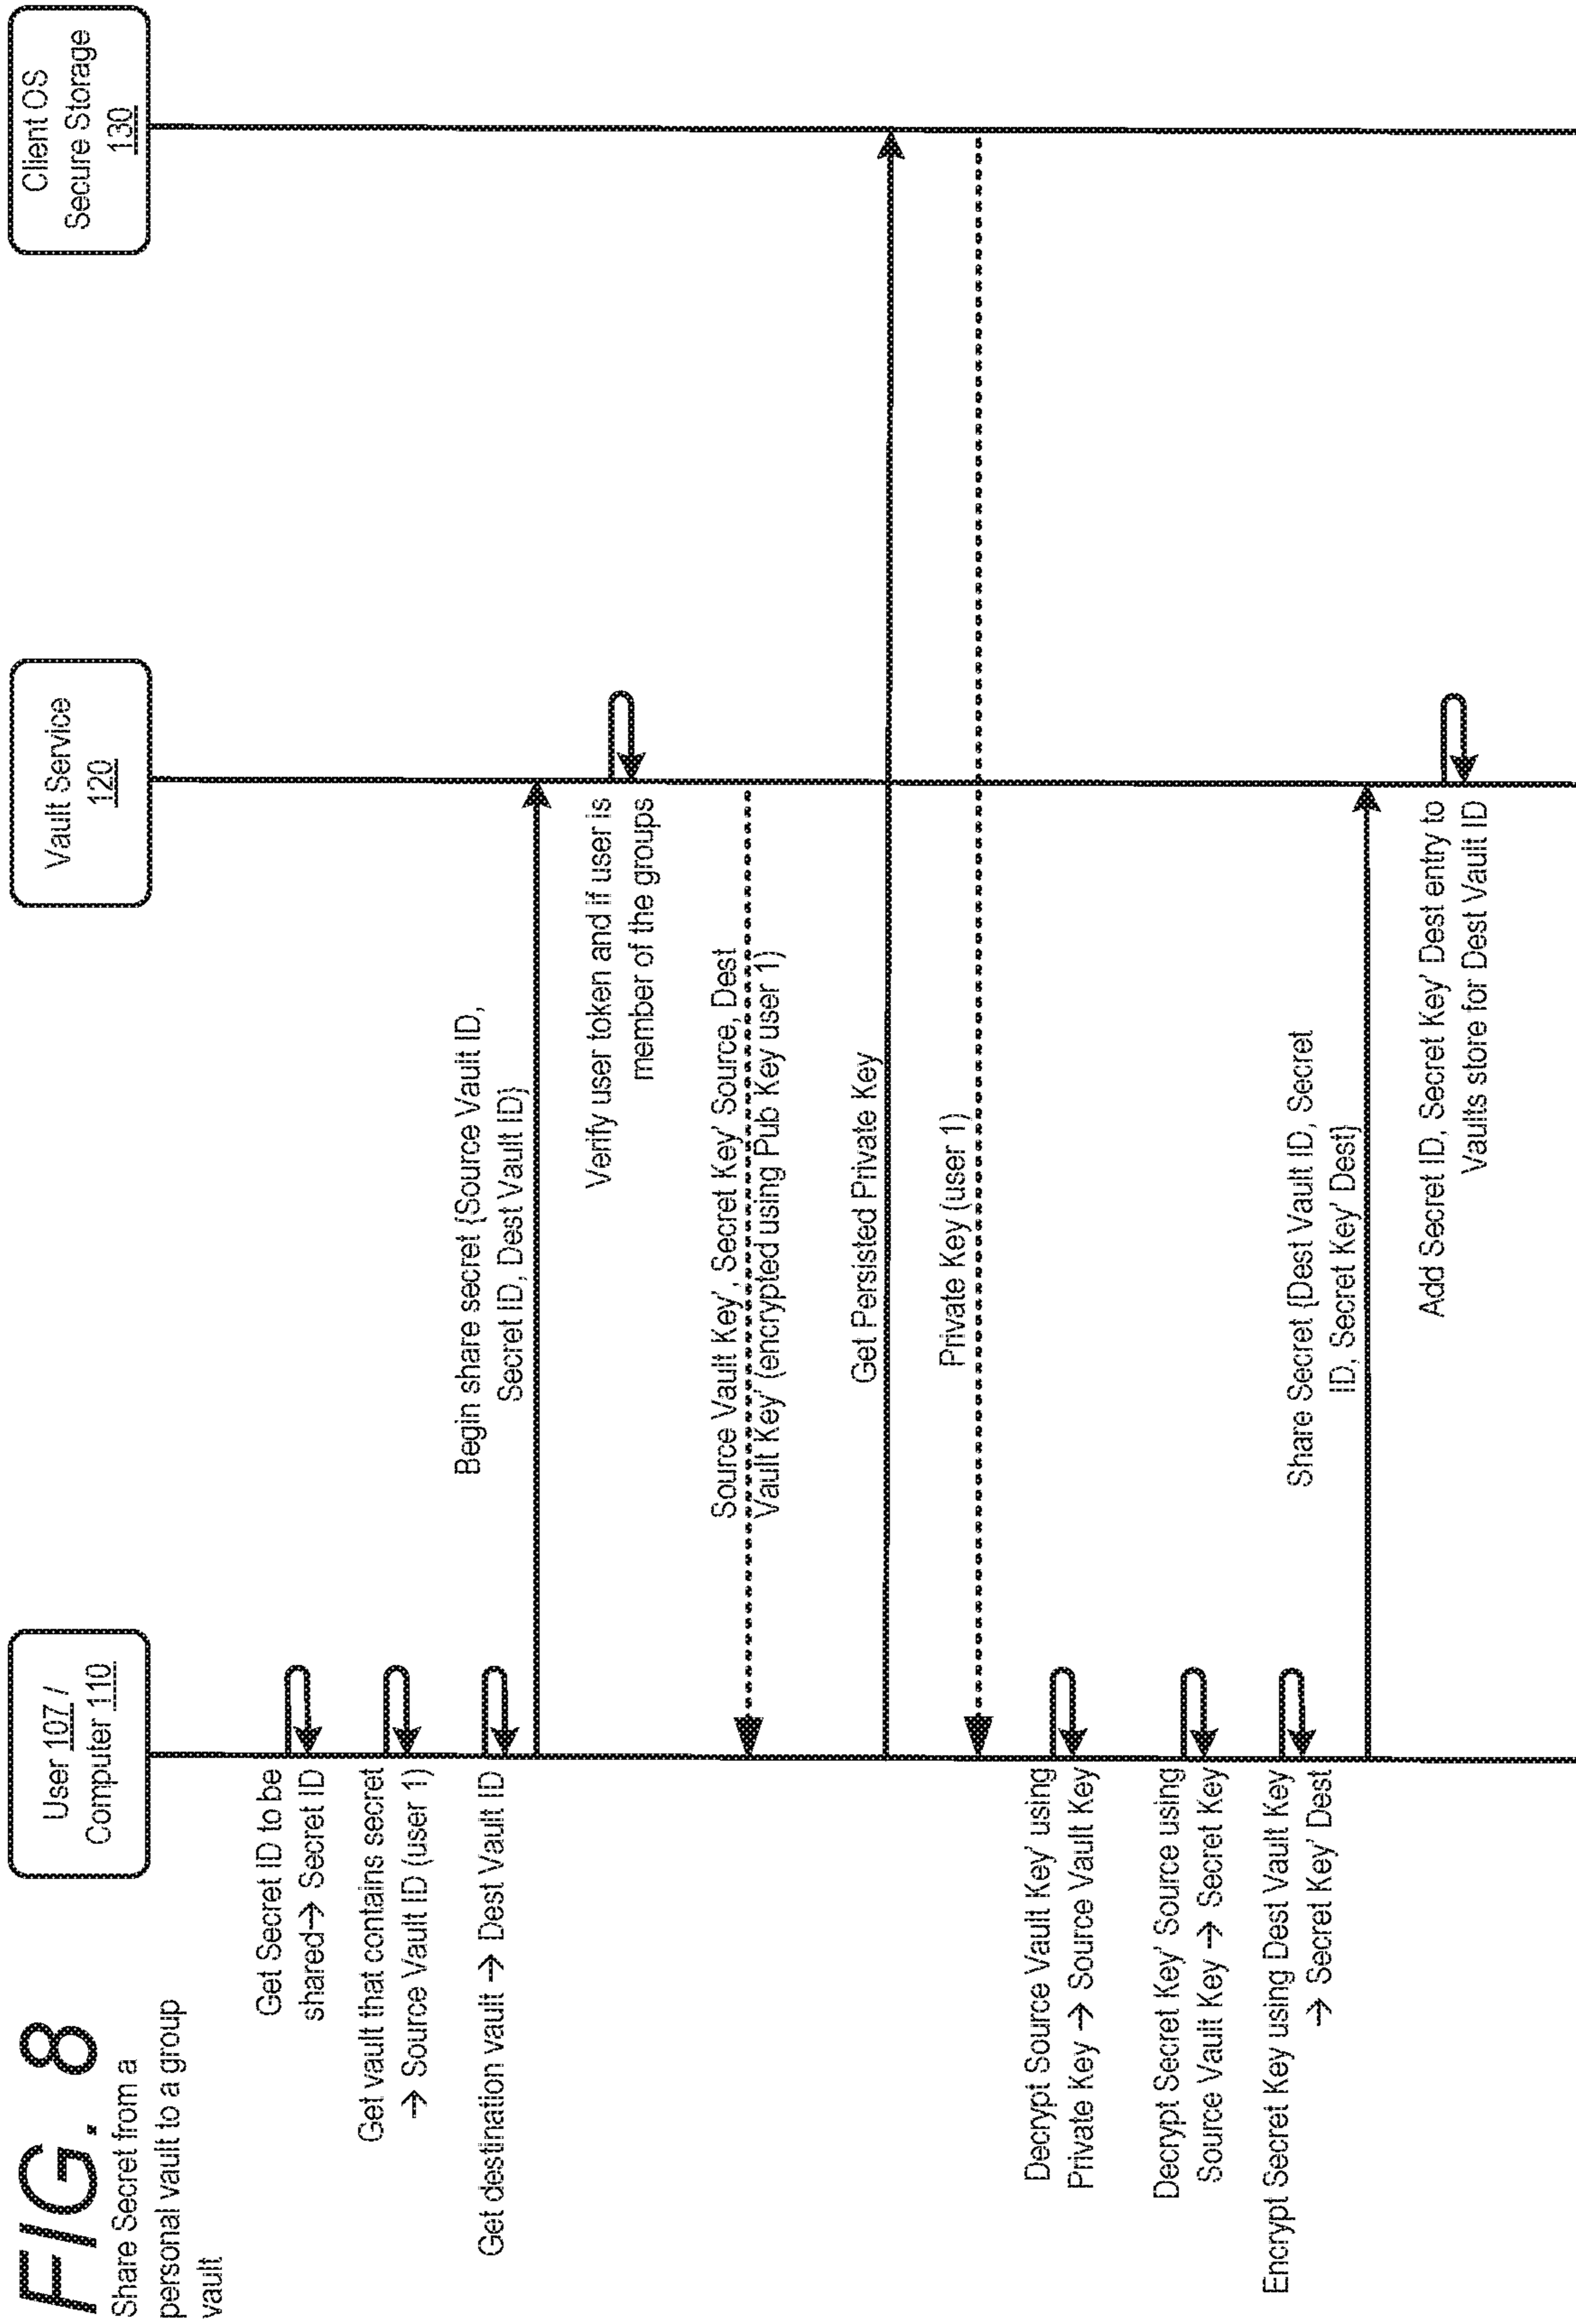 FIG. 8
Share Secret from a
personal vault to a group
vault
User 107 /
Computer 110
Vault Service
120
Client OS
Secure Storage
130
Get Secret ID to be
shared→ Secret ID
Get vault that contains secret
→ Source Vault ID (user 1)
Get destination vault → Dest Vault ID
Begin share secret {Source Vault ID,
Secret ID, Dest Vault ID}
Verify user token and if user is
member of the groups
Source Vault Key', Secret Key' Source, Dest
Vault Key' (encrypted using Pub Key user 1)
Get Persisted Private Key
Private Key (user 1)
Decrypt Source Vault Key' using
Private Key → Source Vault Key
Decrypt Secret Key' Source using
Source Vault Key → Secret Key
Encrypt Secret Key using Dest Vault Key
→ Secret Key' Dest
Share Secret {Dest Vault ID, Secret
ID, Secret Key' Dest}
Add Secret ID, Secret Key' Dest entry to
Vaults store for Dest Vault ID